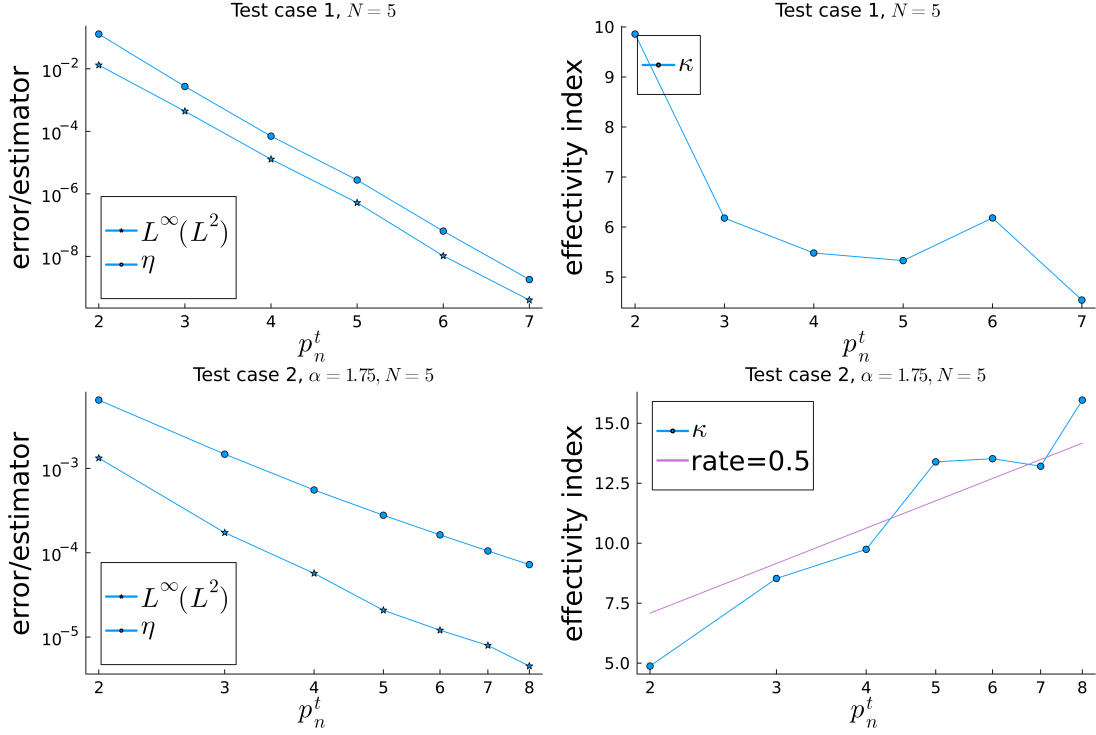 Test case 1, N = 5
error/estimator
10⁻²
10⁻⁴
10⁻⁶
10⁻⁸
L^∞(L²)
η
2 3 4 5 6 7
p_n^t
Test case 1, N = 5
effectivity index
10
9
8
7
6
5
κ
2 3 4 5 6 7
p_n^t
Test case 2, α = 1.75, N = 5
error/estimator
10⁻³
10⁻⁴
10⁻⁵
L^∞(L²)
η
2 3 4 5 6 7 8
p_n^t
Test case 2, α = 1.75, N = 5
effectivity index
15.0
12.5
10.0
7.5
5.0
κ
rate=0.5
2 3 4 5 6 7 8
p_n^t